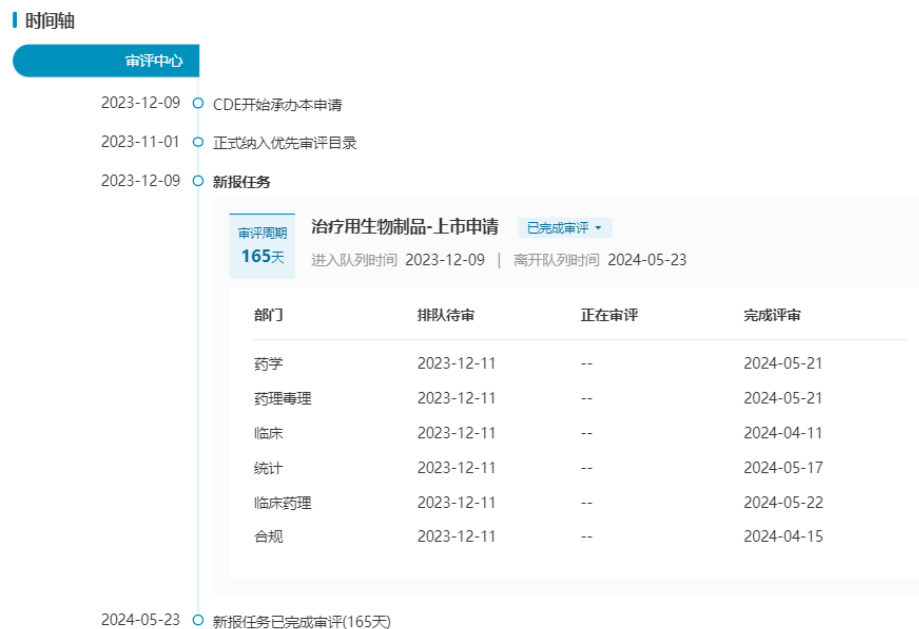 时间轴
审评中心
2023-12-09 CDE开始承办本申请
2023-11-01 正式纳入优先审评目录
2023-12-09 新报任务
审评周期 165天
治疗用生物制品-上市申请 已完成审评
进入队列时间 2023-12-09 | 离开队列时间 2024-05-23
部门 排队待审 正在审评 完成评审
药学 2023-12-11 -- 2024-05-21
药理毒理 2023-12-11 -- 2024-05-21
临床 2023-12-11 -- 2024-04-11
统计 2023-12-11 -- 2024-05-17
临床药理 2023-12-11 -- 2024-05-22
合规 2023-12-11 -- 2024-04-15
2024-05-23 新报任务已完成审评(165天)